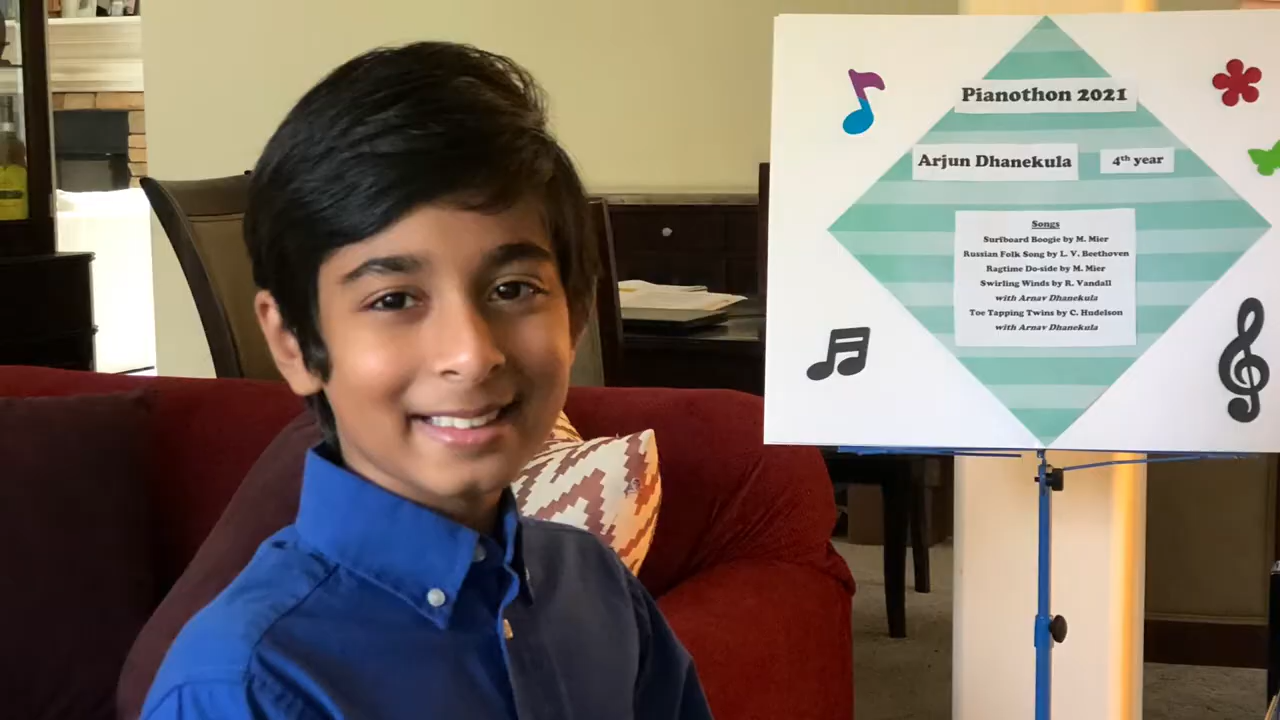 Pianothon 2021
Arjun Dhanekula 4th year
Songs
Surfboard Boogie by M. Mier
Russian Folk Song by L. V. Beethoven
Ragtime Do-side by M. Mier
Swirling Winds by R. Vandall
with Arnav Dhanekula
Toe Tapping Twins by C. Hudelson
with Arnav Dhanekula